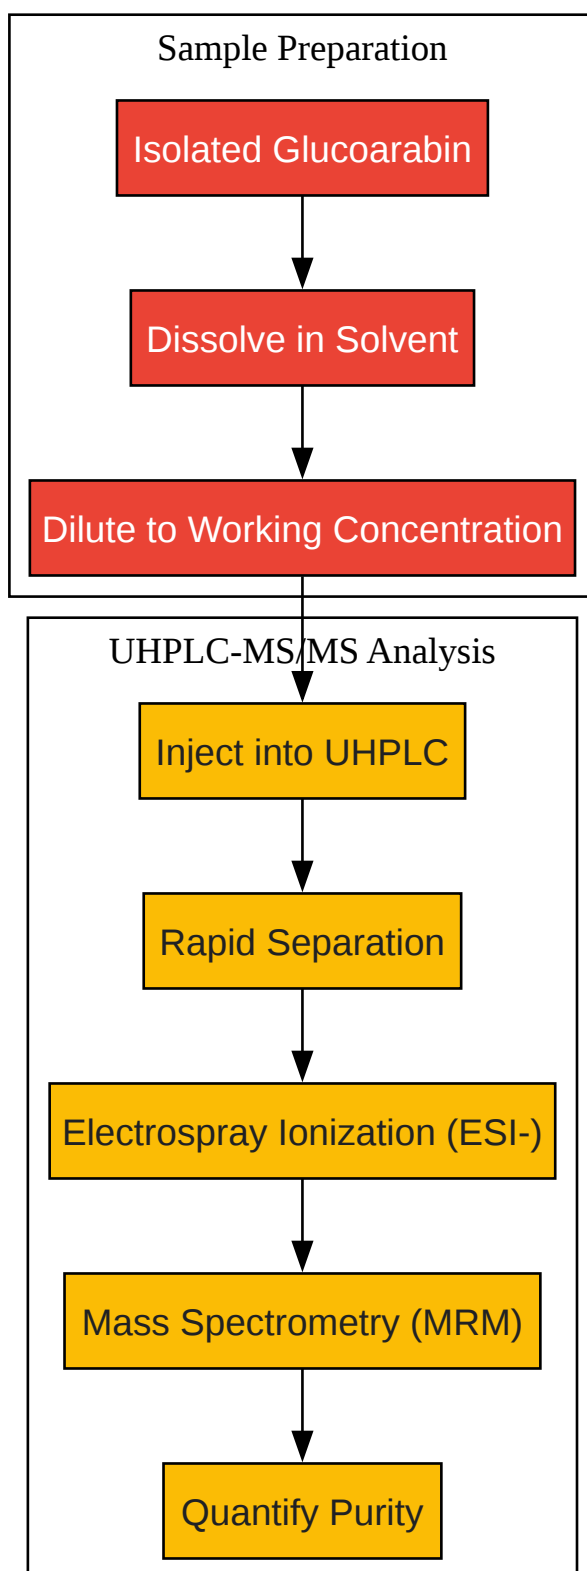 Sample Preparation
Isolated Glucoarabin
Dissolve in Solvent
Dilute to Working Concentration
UHPLC-MS/MS Analysis
Inject into UHPLC
Rapid Separation
Electrospray Ionization (ESI-)
Mass Spectrometry (MRM)
Quantify Purity